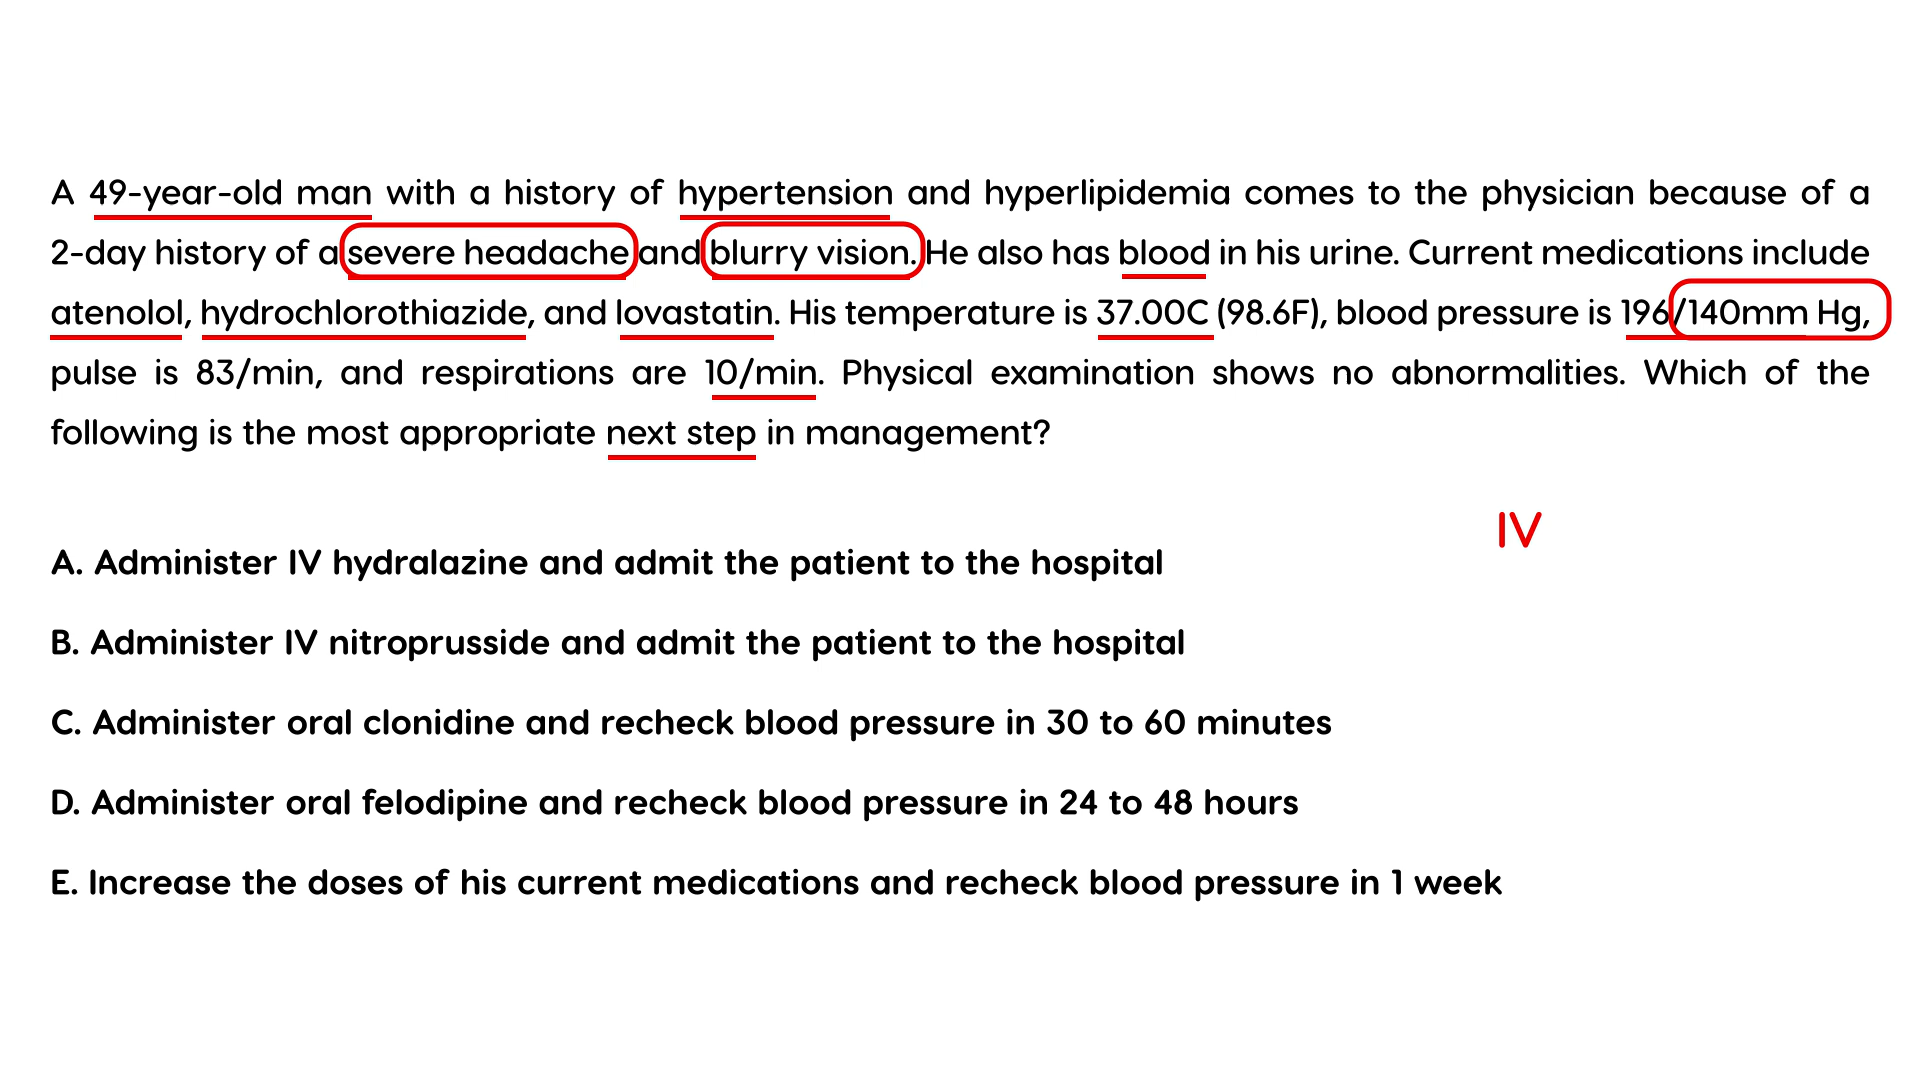 A 49-year-old man with a history of hypertension and hyperlipidemia comes to the physician because of a
2-day history of a severe headache and blurry vision. He also has blood in his urine. Current medications include
atenolol, hydrochlorothiazide, and lovastatin. His temperature is 37.00C (98.6F), blood pressure is 196/140mm Hg,
pulse is 83/min, and respirations are 10/min. Physical examination shows no abnormalities. Which of the
following is the most appropriate next step in management?
IV
A. Administer IV hydralazine and admit the patient to the hospital
B. Administer IV nitroprusside and admit the patient to the hospital
C. Administer oral clonidine and recheck blood pressure in 30 to 60 minutes
D. Administer oral felodipine and recheck blood pressure in 24 to 48 hours
E. Increase the doses of his current medications and recheck blood pressure in 1 week